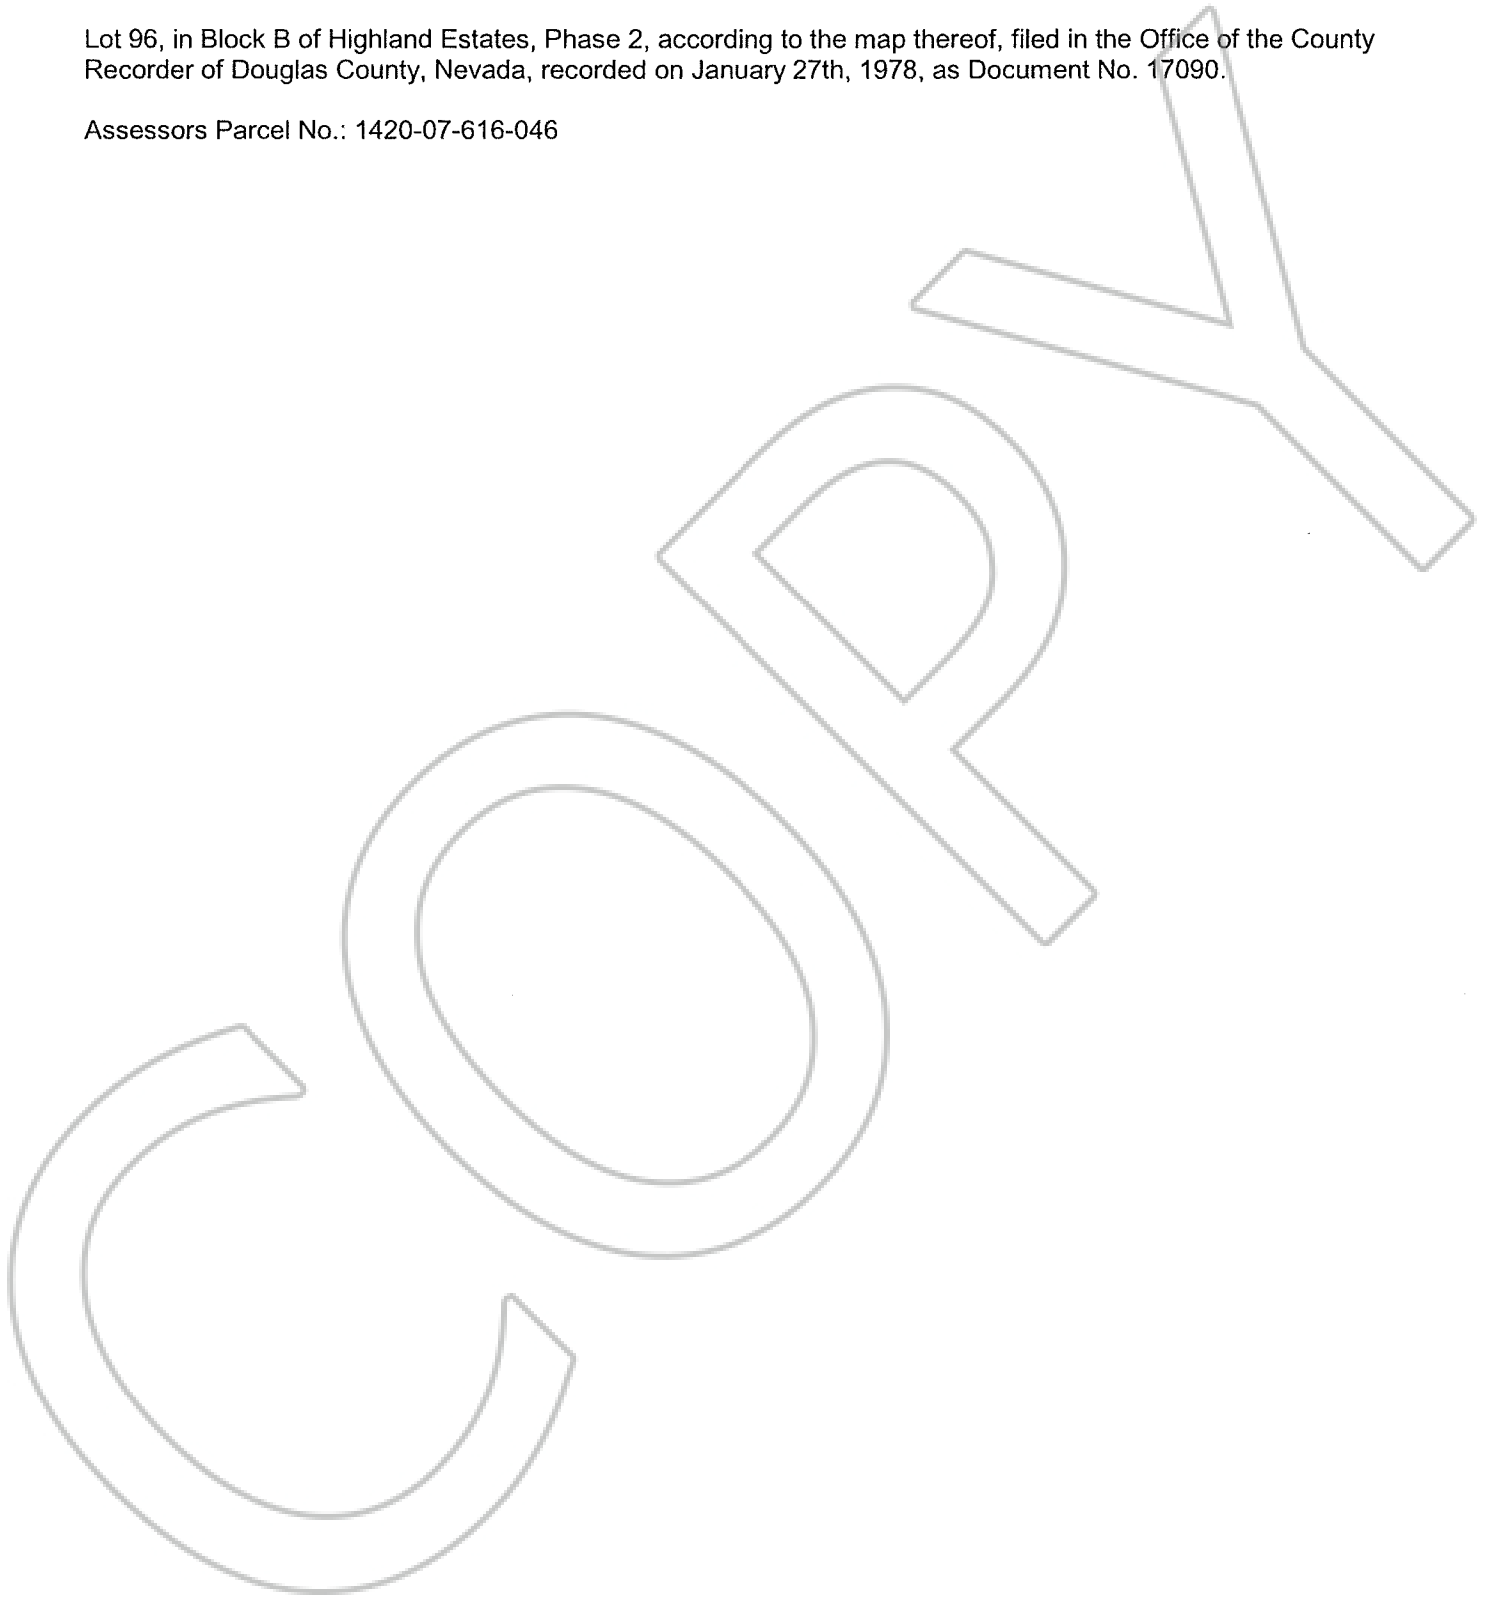 Lot 96, in Block B of Highland Estates, Phase 2, according to the map thereof, filed in the Office of the County
Recorder of Douglas County, Nevada, recorded on January 27th, 1978, as Document No. 17090.
Assessors Parcel No.: 1420-07-616-046
COPY